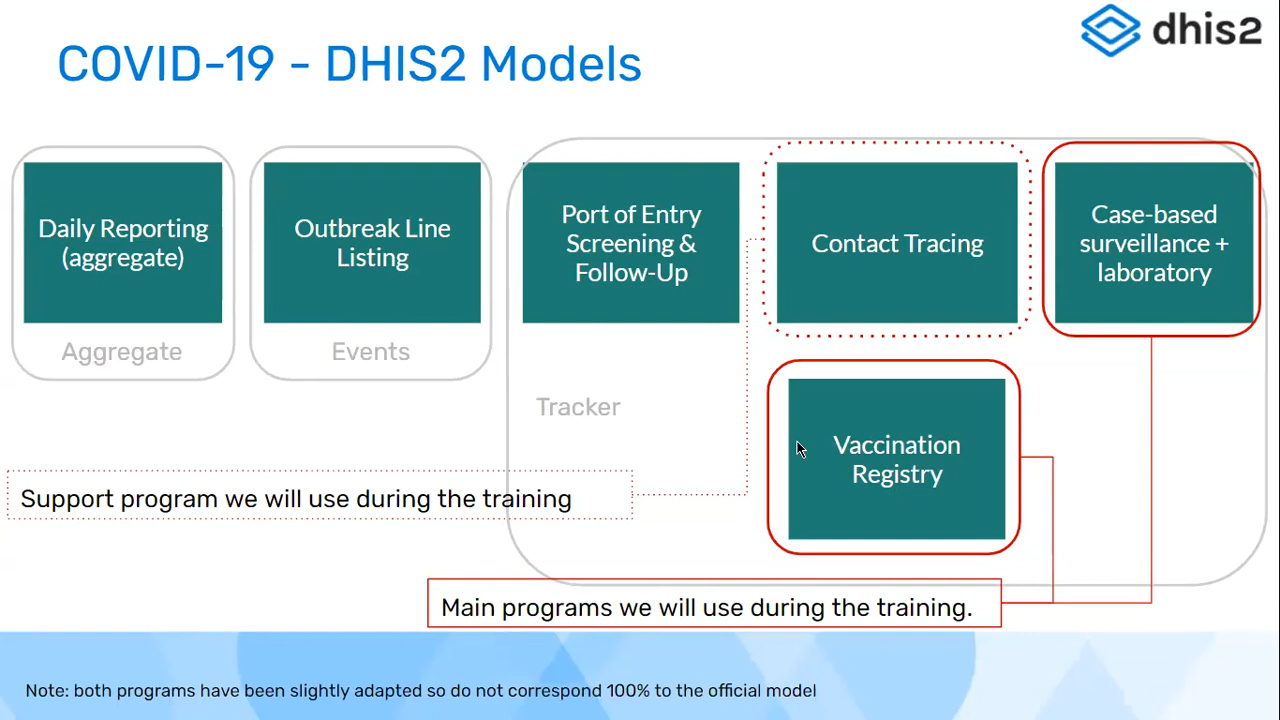 dhis2
COVID-19 - DHIS2 Models
Daily Reporting
(aggregate)
Aggregate
Outbreak Line
Listing
Events
Port of Entry
Screening &
Follow-Up
Contact Tracing
Case-based
surveillance +
laboratory
Tracker
Vaccination
Registry
Support program we will use during the training
Main programs we will use during the training.
Note: both programs have been slightly adapted so do not correspond 100% to the official model